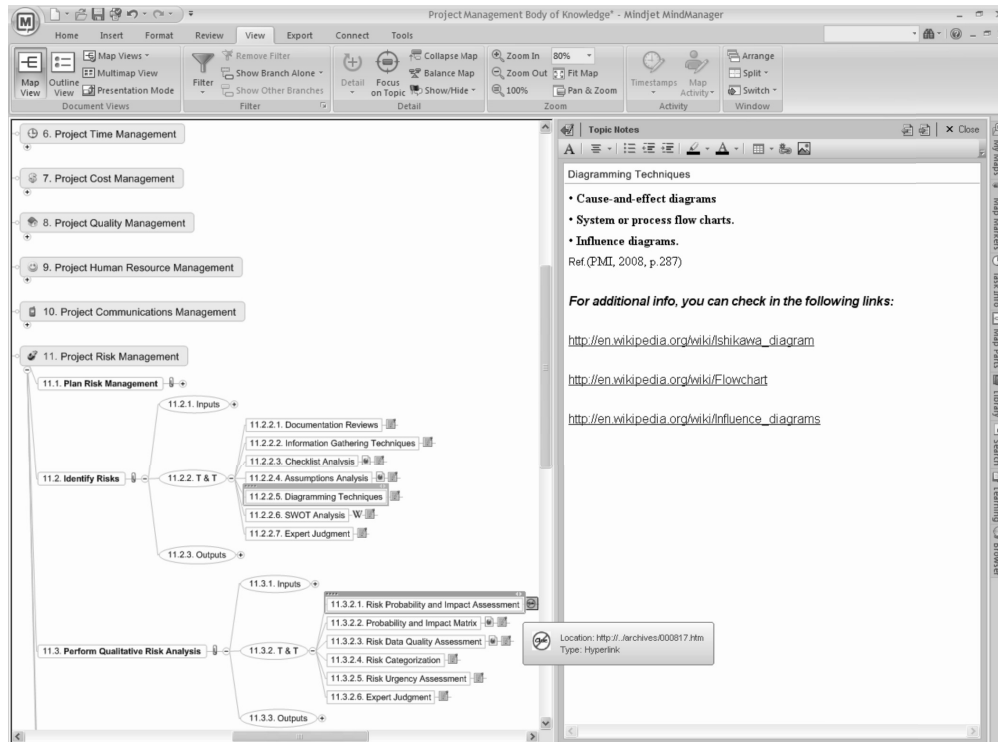 Project Management Body of Knowledge* - Mindjet MindManager
Home Insert Format Review View Export Connect Tools
Map View
Outline View
Map Views
Multimap View
Presentation Mode
Document Views
Filter
Remove Filter
Show Branch Alone
Show Other Branches
Filter
Detail
Focus on Topic
Collapse Map
Balance Map
Show/Hide
Detail
Zoom In 80%
Zoom Out Fit Map
100% Pan & Zoom
Zoom
Timestamps
Map Activity
Activity
Arrange
Split
Switch
Window
6. Project Time Management
7. Project Cost Management
8. Project Quality Management
9. Project Human Resource Management
10. Project Communications Management
11. Project Risk Management
11.1. Plan Risk Management
11.2. Identify Risks
11.2.1. Inputs
11.2.2. T & T
11.2.2.1. Documentation Reviews
11.2.2.2. Information Gathering Techniques
11.2.2.3. Checklist Analysis
11.2.2.4. Assumptions Analysis
11.2.2.5. Diagramming Techniques
11.2.2.6. SWOT Analysis W
11.2.2.7. Expert Judgment
11.2.3. Outputs
11.3. Perform Qualitative Risk Analysis
11.3.1. Inputs
11.3.2. T & T
11.3.2.1. Risk Probability and Impact Assessment
11.3.2.2. Probability and Impact Matrix
11.3.2.3. Risk Data Quality Assessment
11.3.2.4. Risk Categorization
11.3.2.5. Risk Urgency Assessment
11.3.2.6. Expert Judgment
11.3.3. Outputs
Location: http://../archives/000817.htm
Type: Hyperlink
Topic Notes
Close
Diagramming Techniques
• Cause-and-effect diagrams
• System or process flow charts.
• Influence diagrams.
Ref.(PMI, 2008, p.287)
For additional info, you can check in the following links:
http://en.wikipedia.org/wiki/Ishikawa_diagram
http://en.wikipedia.org/wiki/Flowchart
http://en.wikipedia.org/wiki/Influence_diagrams
My Maps
Map Markers
Task Info
Map Parts
Library
Search
Learning
Browser